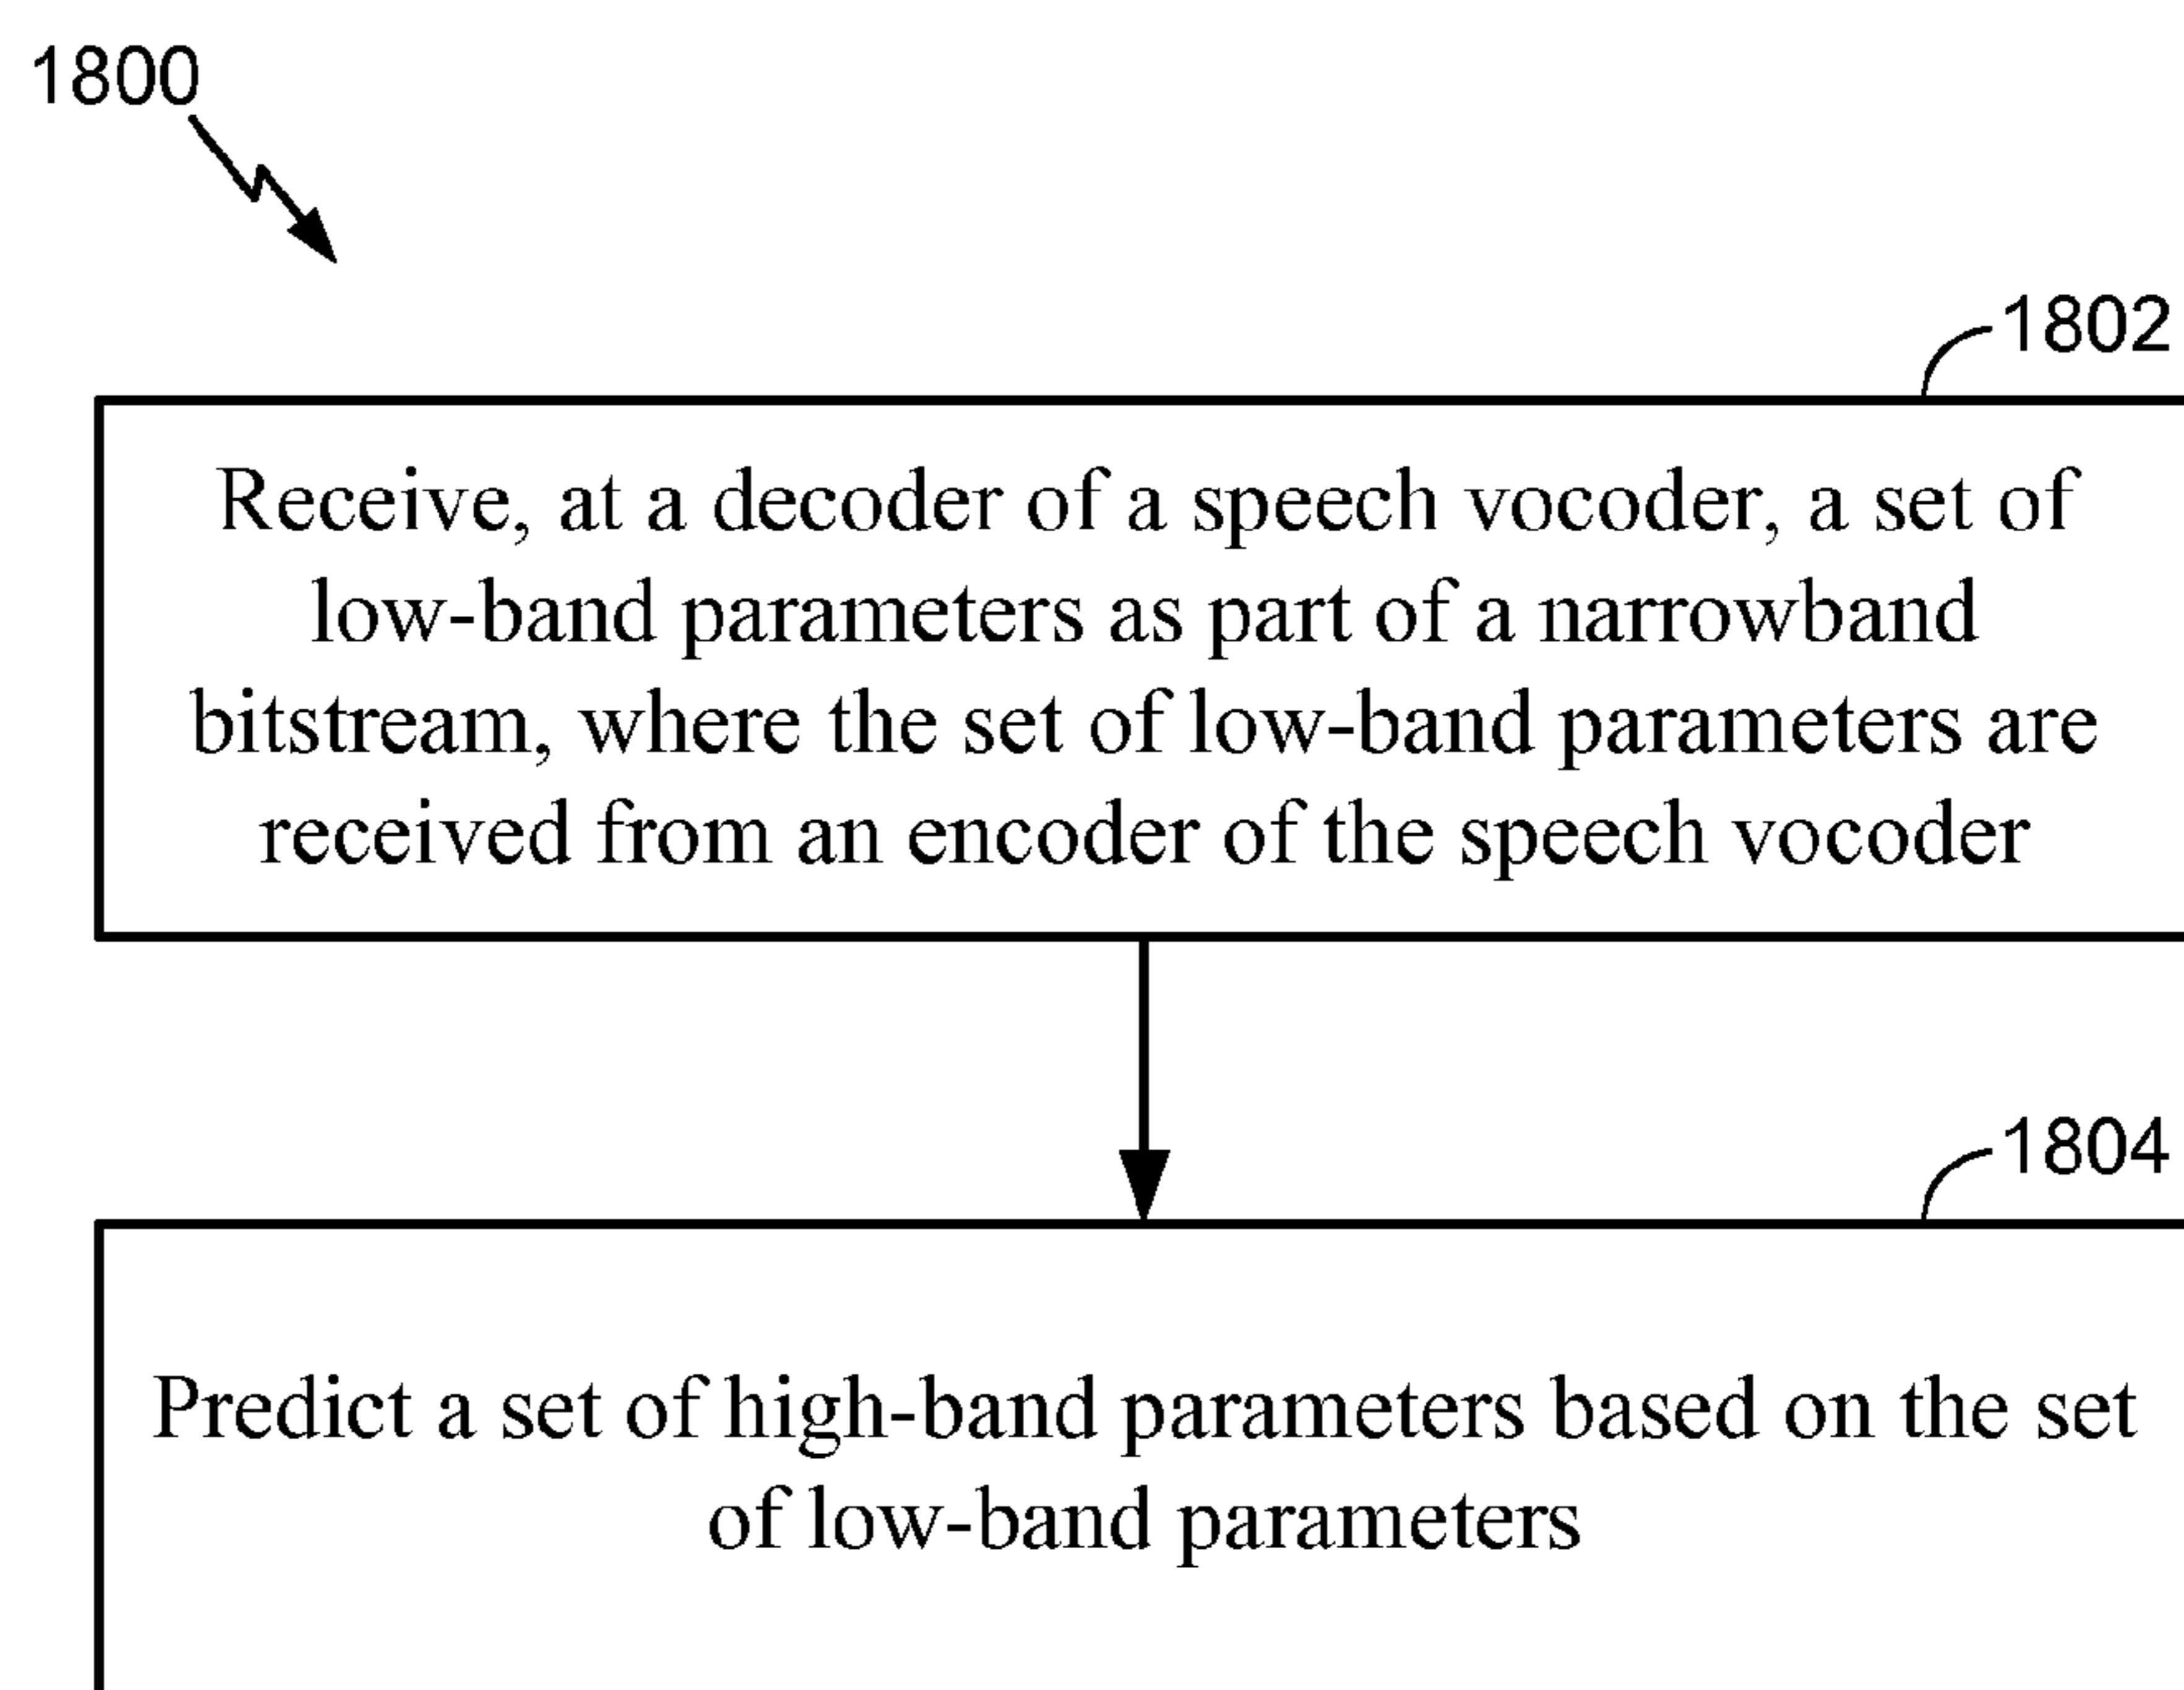 1800
1802
Receive, at a decoder of a speech vocoder, a set of
low-band parameters as part of a narrowband
bitstream, where the set of low-band parameters are
received from an encoder of the speech vocoder
1804
Predict a set of high-band parameters based on the set
of low-band parameters